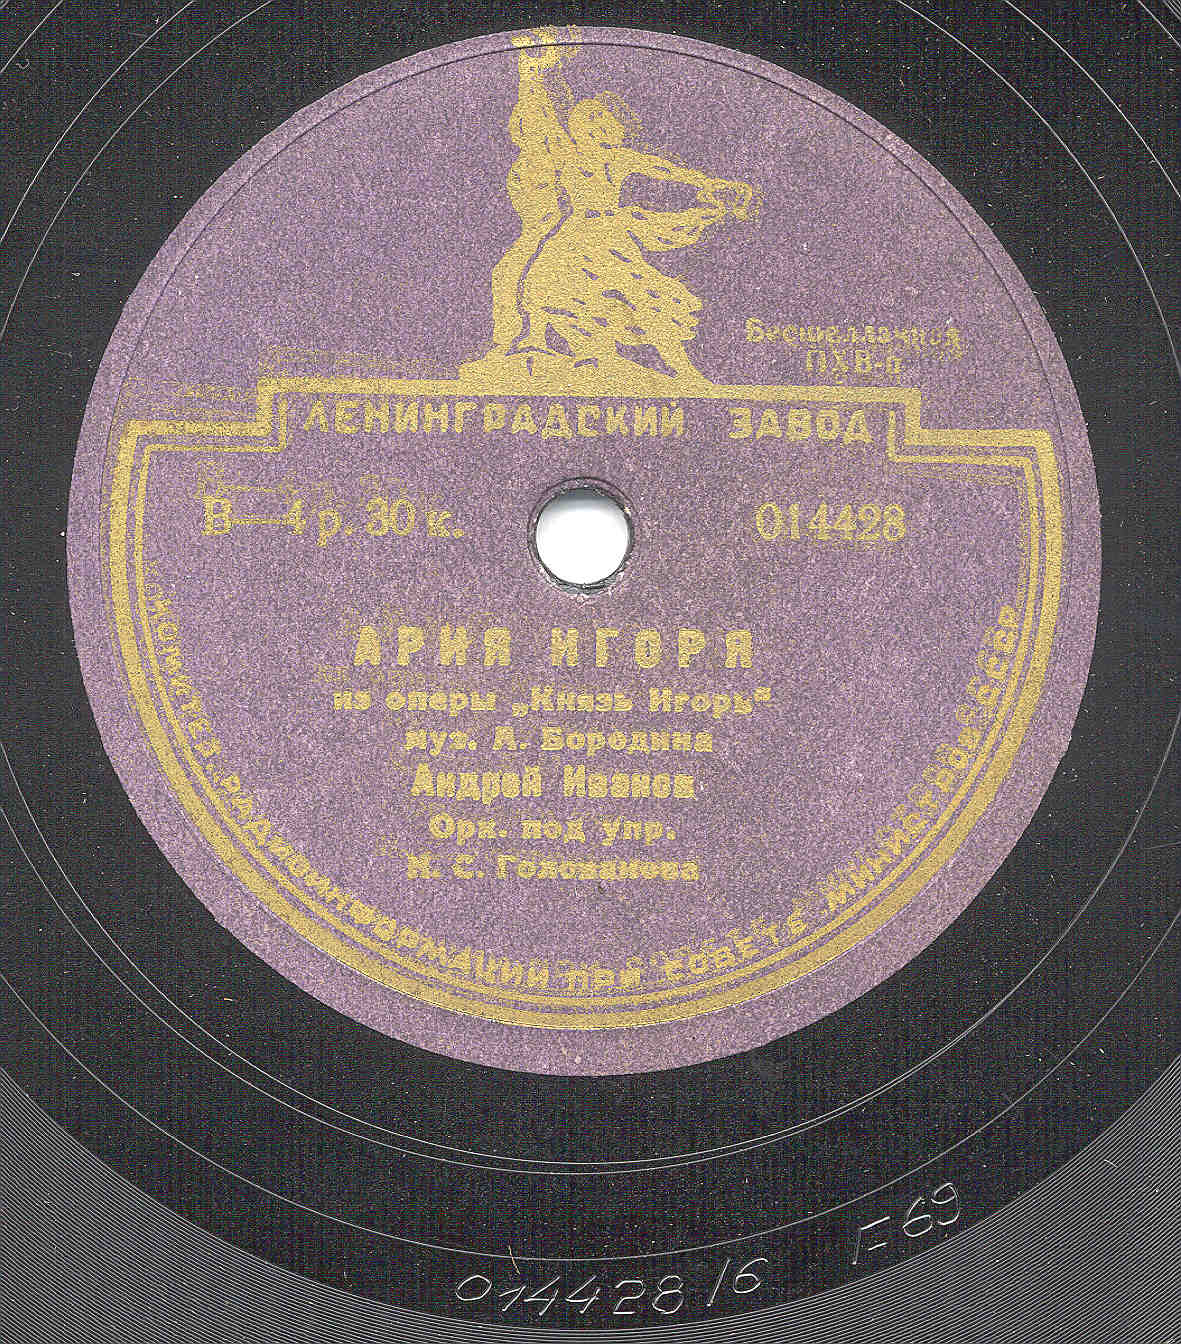 Бесшеллачная
ПХВ-6
ЛЕНИНГРАДСКИЙ ЗАВОД
В—4 р. 30 к.
014428
АРИЯ ИГОРЯ
из оперы „Князь Игорь“
муз. А. Бородина
Андрей Иванов
Орк. под упр.
Н. С. Голованова
РАДИОИНФОРМАЦИИ ПРИ СОВЕТЕ МИНИСТРОВ СССР
014428/6
69